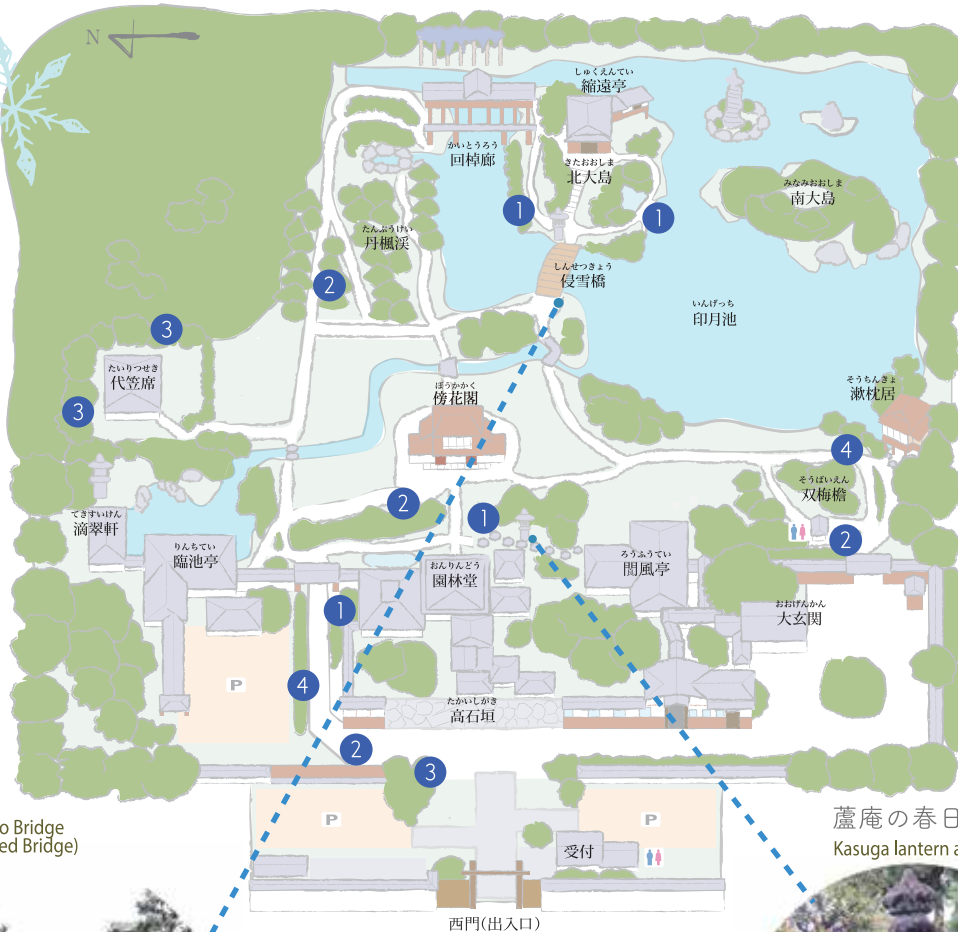 N
しゅくえんてい
縮遠亭
かいとうろう
回棹廊
きたおおしま
北大島
みなみおおしま
南大島
1
1
たんぷうけい
丹楓渓
しんせつきょう
侵雪橋
2
いんげっち
印月池
3
たいりつせき
代笠席
3
ぼうかかく
傍花閣
そうちんきょ
漱枕居
4
そうばいえん
双梅檐
2
1
2
てきすいけん
滴翠軒
りんちてい
臨池亭
おんりんどう
園林堂
ろうふうてい
閬風亭
1
おおげんかん
大玄関
P
4
たかいしがき
高石垣
2
3
P
P
受付
西門(出入口)
o Bridge
ed Bridge)
蘆庵の春日
Kasuga lantern a